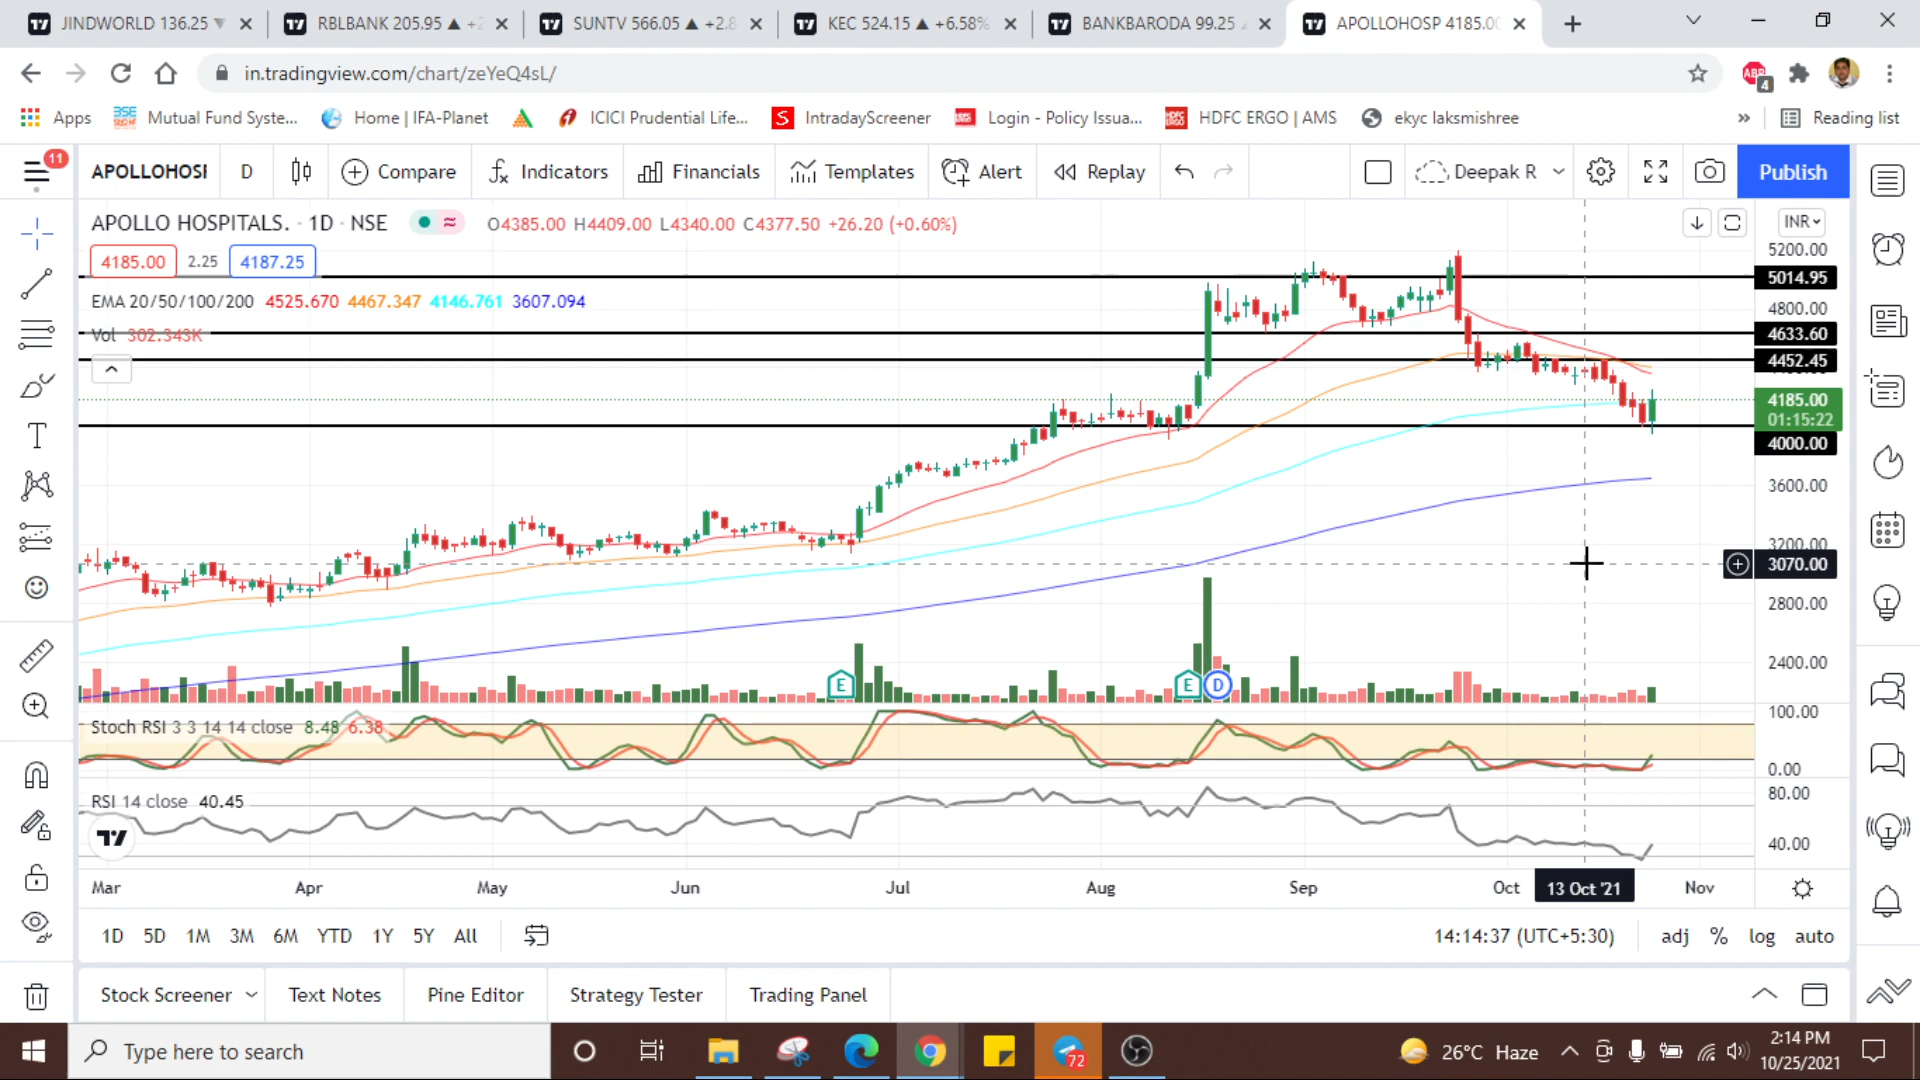 JINDWORLD 136.25 ▼
RBLBANK 205.95 ▲ +2
SUNTV 566.05 ▲ +2.8
KEC 524.15 ▲ +6.58%
BANKBARODA 99.25
APOLLOHOSP 4185.00
in.tradingview.com/chart/zeYeQ4sL/
ABP
4
Apps
Mutual Fund Syste...
Home | IFA-Planet
ICICI Prudential Life...
S IntradayScreener
Login - Policy Issua...
HDFC ERGO | AMS
ekyc laksmishree
»
Reading list
11
APOLLOHOSP
D
Compare
Indicators
Financials
Templates
Alert
Replay
Deepak R
Publish
APOLLO HOSPITALS. · 1D · NSE
O4385.00 H4409.00 L4340.00 C4377.50 +26.20 (+0.60%)
INR
4185.00 2.25 4187.25
EMA 20/50/100/200 4525.670 4467.347 4146.761 3607.094
Vol 302.343K
5200.00
5014.95
4800.00
4633.60
4452.45
4185.00
01:15:22
4000.00
3600.00
3200.00
3070.00
2800.00
2400.00
E
E
D
Stoch RSI 3 3 14 14 close 8.48 6.38
100.00
0.00
RSI 14 close 40.45
80.00
40.00
Mar Apr May Jun Jul Aug Sep Oct 13 Oct '21 Nov
1D 5D 1M 3M 6M YTD 1Y 5Y All
14:14:37 (UTC+5:30)
adj % log auto
Stock Screener
Text Notes
Pine Editor
Strategy Tester
Trading Panel
Type here to search
72
26°C Haze
2:14 PM
10/25/2021